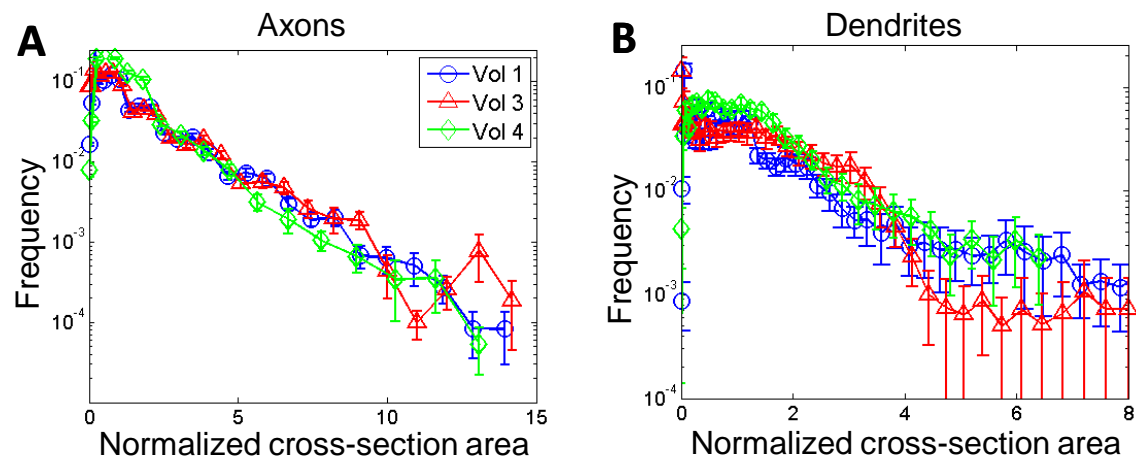 A
Axons
Frequency
10⁻¹
10⁻²
10⁻³
10⁻⁴
0
5
10
15
Normalized cross-section area
Vol 1
Vol 3
Vol 4
B
Dendrites
Frequency
10⁻¹
10⁻²
10⁻³
10⁻⁴
0
2
4
6
8
Normalized cross-section area